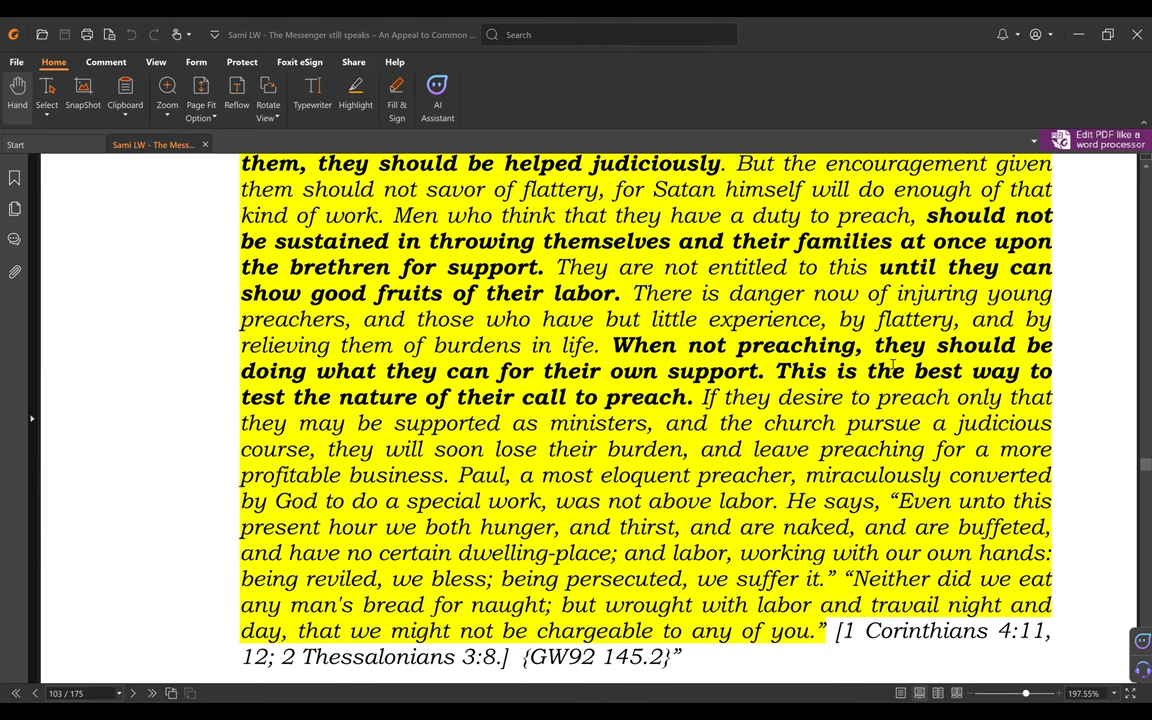 Sami LW - The Messenger still speaks – An Appeal to Common ...
Search
File Home Comment View Form Protect Foxit eSign Share Help
Hand Select SnapShot Clipboard Zoom Page Fit Option Reflow Rotate View Typewriter Highlight Fill & Sign AI Assistant
Start
Sami LW - The Mess...
Edit PDF like a
word processor
them, they should be helped judiciously. But the encouragement given
them should not savor of flattery, for Satan himself will do enough of that
kind of work. Men who think that they have a duty to preach, should not
be sustained in throwing themselves and their families at once upon
the brethren for support. They are not entitled to this until they can
show good fruits of their labor. There is danger now of injuring young
preachers, and those who have but little experience, by flattery, and by
relieving them of burdens in life. When not preaching, they should be
doing what they can for their own support. This is the best way to
test the nature of their call to preach. If they desire to preach only that
they may be supported as ministers, and the church pursue a judicious
course, they will soon lose their burden, and leave preaching for a more
profitable business. Paul, a most eloquent preacher, miraculously converted
by God to do a special work, was not above labor. He says, “Even unto this
present hour we both hunger, and thirst, and are naked, and are buffeted,
and have no certain dwelling-place; and labor, working with our own hands:
being reviled, we bless; being persecuted, we suffer it.” “Neither did we eat
any man's bread for naught; but wrought with labor and travail night and
day, that we might not be chargeable to any of you.” [1 Corinthians 4:11,
12; 2 Thessalonians 3:8.] {GW92 145.2}”
103 / 175
197.55%